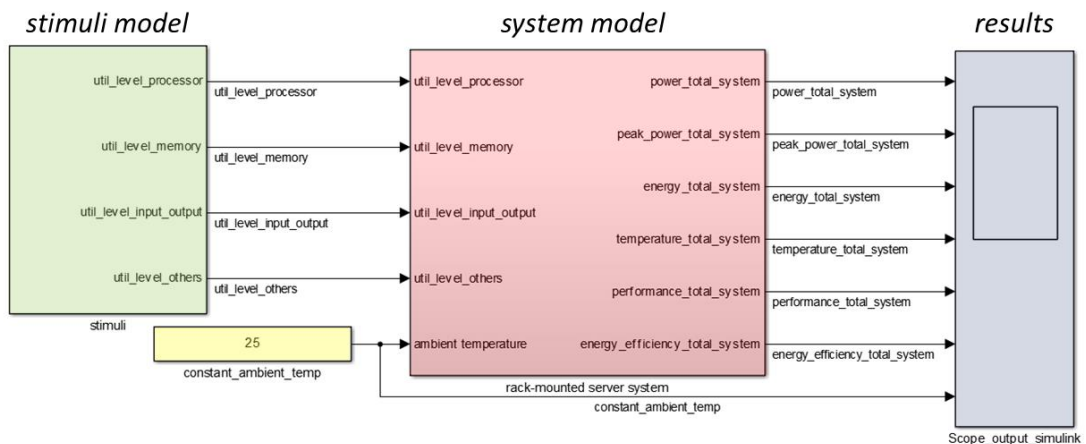 stimuli model
system model
results
util_level_processor
util_level_processor
util_level_processor
power_total_system
power_total_system
util_level_memory
util_level_memory
util_level_memory
peak_power_total_system
peak_power_total_system
energy_total_system
energy_total_system
util_level_input_output
util_level_input_output
util_level_input_output
temperature_total_system
temperature_total_system
util_level_others
util_level_others
util_level_others
performance_total_system
performance_total_system
stimuli
25
constant_ambient_temp
ambient temperature
energy_efficiency_total_system
energy_efficiency_total_system
rack-mounted server system
constant_ambient_temp
Scope_output_simulink